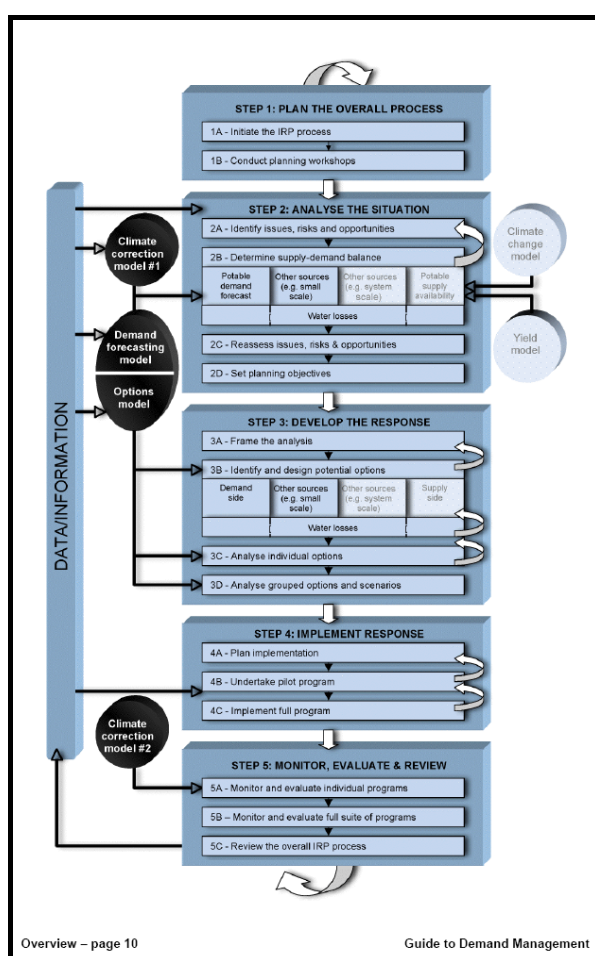 STEP 1: PLAN THE OVERALL PROCESS
1A - Initiate the IRP process
1B - Conduct planning workshops
STEP 2: ANALYSE THE SITUATION
2A - Identify issues, risks and opportunities
2B - Determine supply-demand balance
Potable
demand
forecast
Other sources
(e.g. small
scale)
Other sources
(e.g. system
scale)
Potable
supply
availability
Water losses
2C - Reassess issues, risks & opportunities
2D - Set planning objectives
Climate
correction
model #1
Demand
forecasting
model
Options
model
Climate
change
model
Yield
model
DATA/INFORMATION
STEP 3: DEVELOP THE RESPONSE
3A - Frame the analysis
3B - Identify and design potential options
Demand
side
Other sources
(e.g. small
scale)
Other sources
(e.g. system
scale)
Supply
side
Water losses
3C - Analyse individual options
3D - Analyse grouped options and scenarios
STEP 4: IMPLEMENT RESPONSE
4A - Plan implementation
4B - Undertake pilot program
4C - Implement full program
Climate
correction
model #2
STEP 5: MONITOR, EVALUATE & REVIEW
5A - Monitor and evaluate individual programs
5B – Monitor and evaluate full suite of programs
5C - Review the overall IRP process
Overview – page 10
Guide to Demand Management